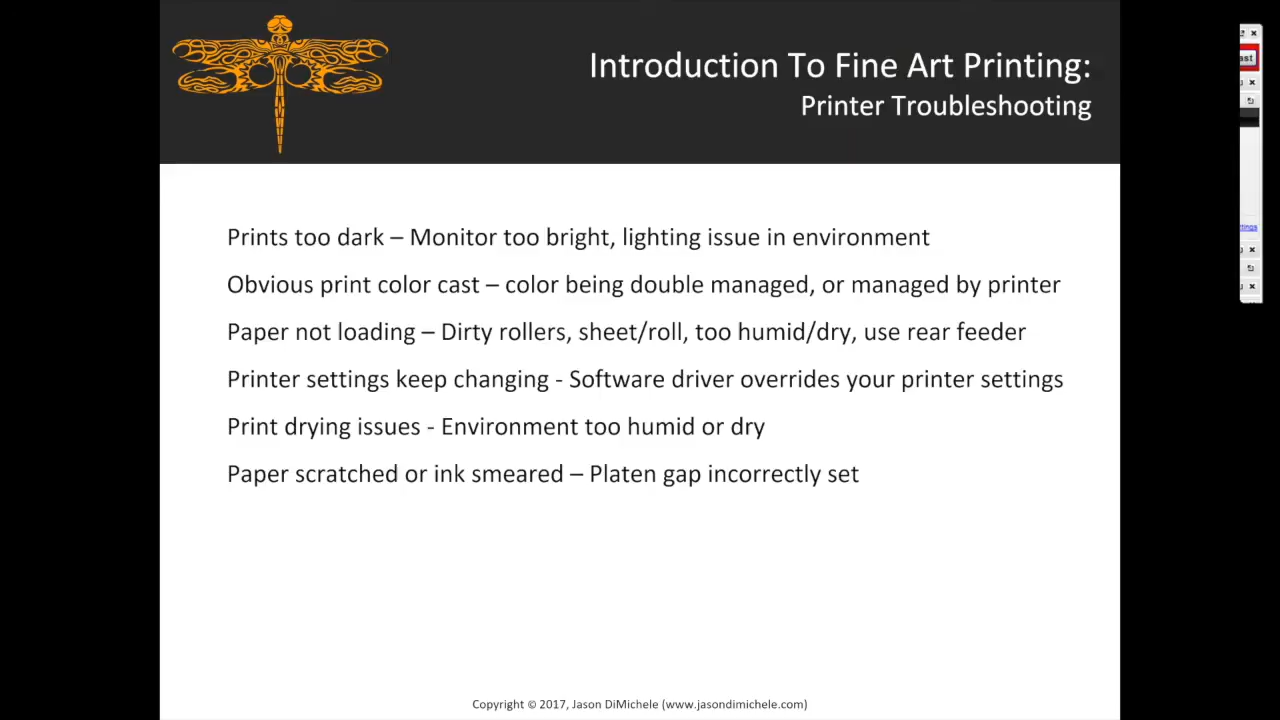 Introduction To Fine Art Printing:
Printer Troubleshooting
Prints too dark – Monitor too bright, lighting issue in environment
Obvious print color cast – color being double managed, or managed by printer
Paper not loading – Dirty rollers, sheet/roll, too humid/dry, use rear feeder
Printer settings keep changing - Software driver overrides your printer settings
Print drying issues - Environment too humid or dry
Paper scratched or ink smeared – Platen gap incorrectly set
Copyright © 2017, Jason DiMichele (www.jasondimichele.com)